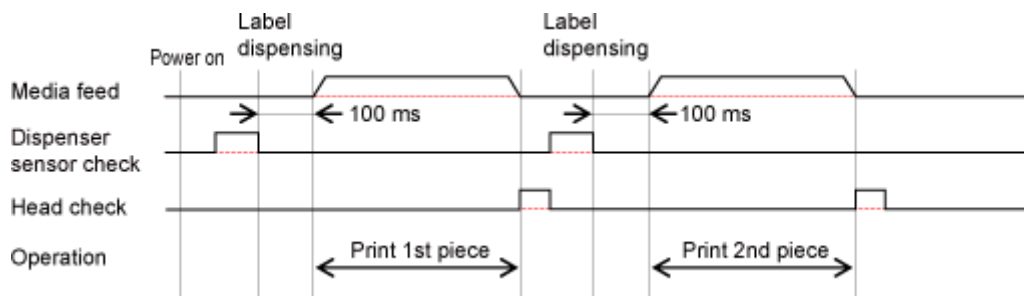 Label
dispensing
Label
dispensing
Power on
Media feed
100 ms
100 ms
Dispenser
sensor check
Head check
Operation
Print 1st piece
Print 2nd piece